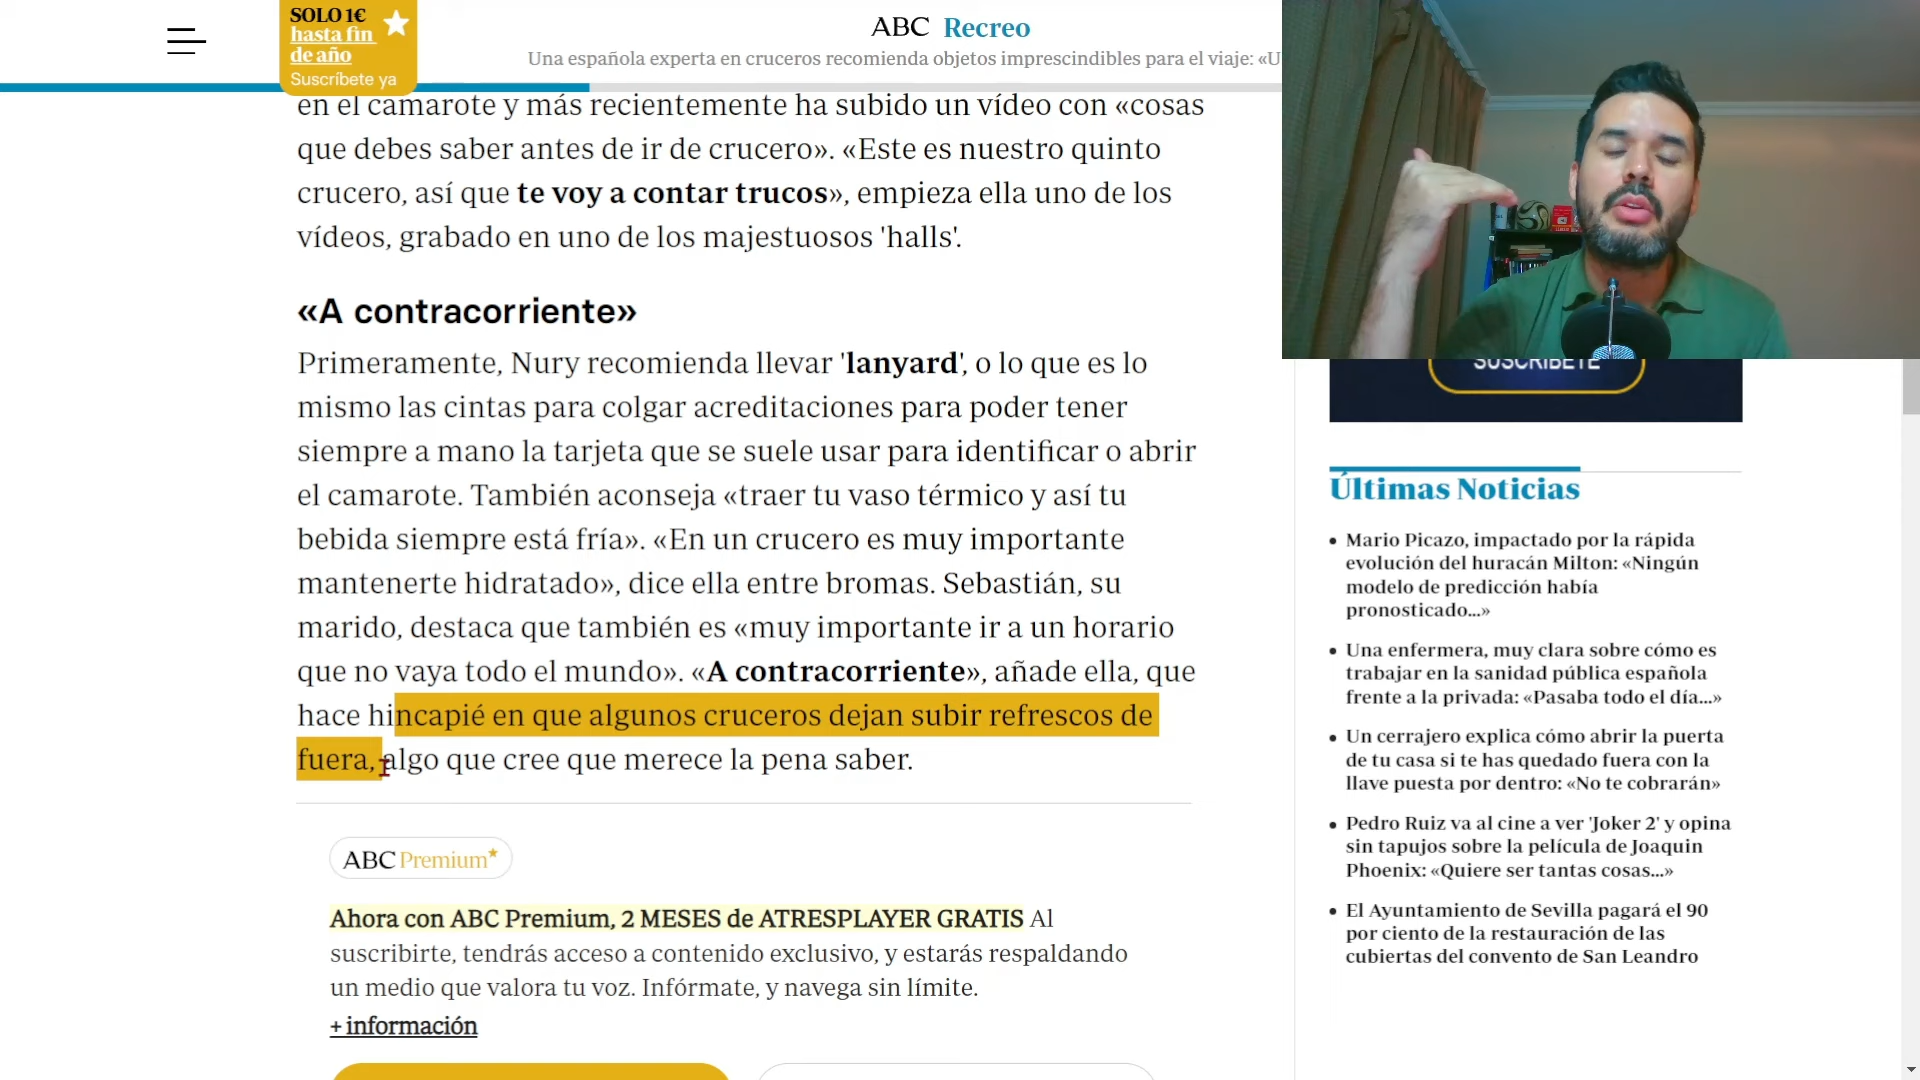 SOLO 1€
hasta fin
de año
Suscríbete ya
ABC Recreo
Una española experta en cruceros recomienda objetos imprescindibles para el viaje: «U
en el camarote y más recientemente ha subido un vídeo con «cosas
que debes saber antes de ir de crucero». «Este es nuestro quinto
crucero, así que te voy a contar trucos», empieza ella uno de los
vídeos, grabado en uno de los majestuosos 'halls'.
«A contracorriente»
Primeramente, Nury recomienda llevar 'lanyard', o lo que es lo
mismo las cintas para colgar acreditaciones para poder tener
siempre a mano la tarjeta que se suele usar para identificar o abrir
el camarote. También aconseja «traer tu vaso térmico y así tu
bebida siempre está fría». «En un crucero es muy importante
mantenerte hidratado», dice ella entre bromas. Sebastián, su
marido, destaca que también es «muy importante ir a un horario
que no vaya todo el mundo». «A contracorriente», añade ella, que
hace hincapié en que algunos cruceros dejan subir refrescos de
fuera, algo que cree que merece la pena saber.
ABC Premium
Ahora con ABC Premium, 2 MESES de ATRESPLAYER GRATIS Al
suscribirte, tendrás acceso a contenido exclusivo, y estarás respaldando
un medio que valora tu voz. Infórmate, y navega sin límite.
+ información
SUSCRÍBETE
Últimas Noticias
Mario Picazo, impactado por la rápida
evolución del huracán Milton: «Ningún
modelo de predicción había
pronosticado...»
Una enfermera, muy clara sobre cómo es
trabajar en la sanidad pública española
frente a la privada: «Pasaba todo el día...»
Un cerrajero explica cómo abrir la puerta
de tu casa si te has quedado fuera con la
llave puesta por dentro: «No te cobrarán»
Pedro Ruiz va al cine a ver 'Joker 2' y opina
sin tapujos sobre la película de Joaquin
Phoenix: «Quiere ser tantas cosas...»
El Ayuntamiento de Sevilla pagará el 90
por ciento de la restauración de las
cubiertas del convento de San Leandro